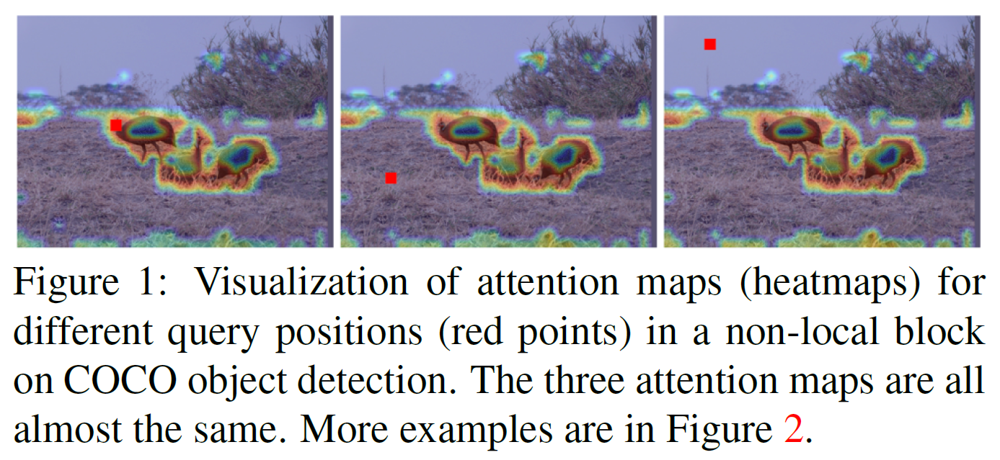 Figure 1: Visualization of attention maps (heatmaps) for
different query positions (red points) in a non-local block
on COCO object detection. The three attention maps are all
almost the same. More examples are in Figure 2.